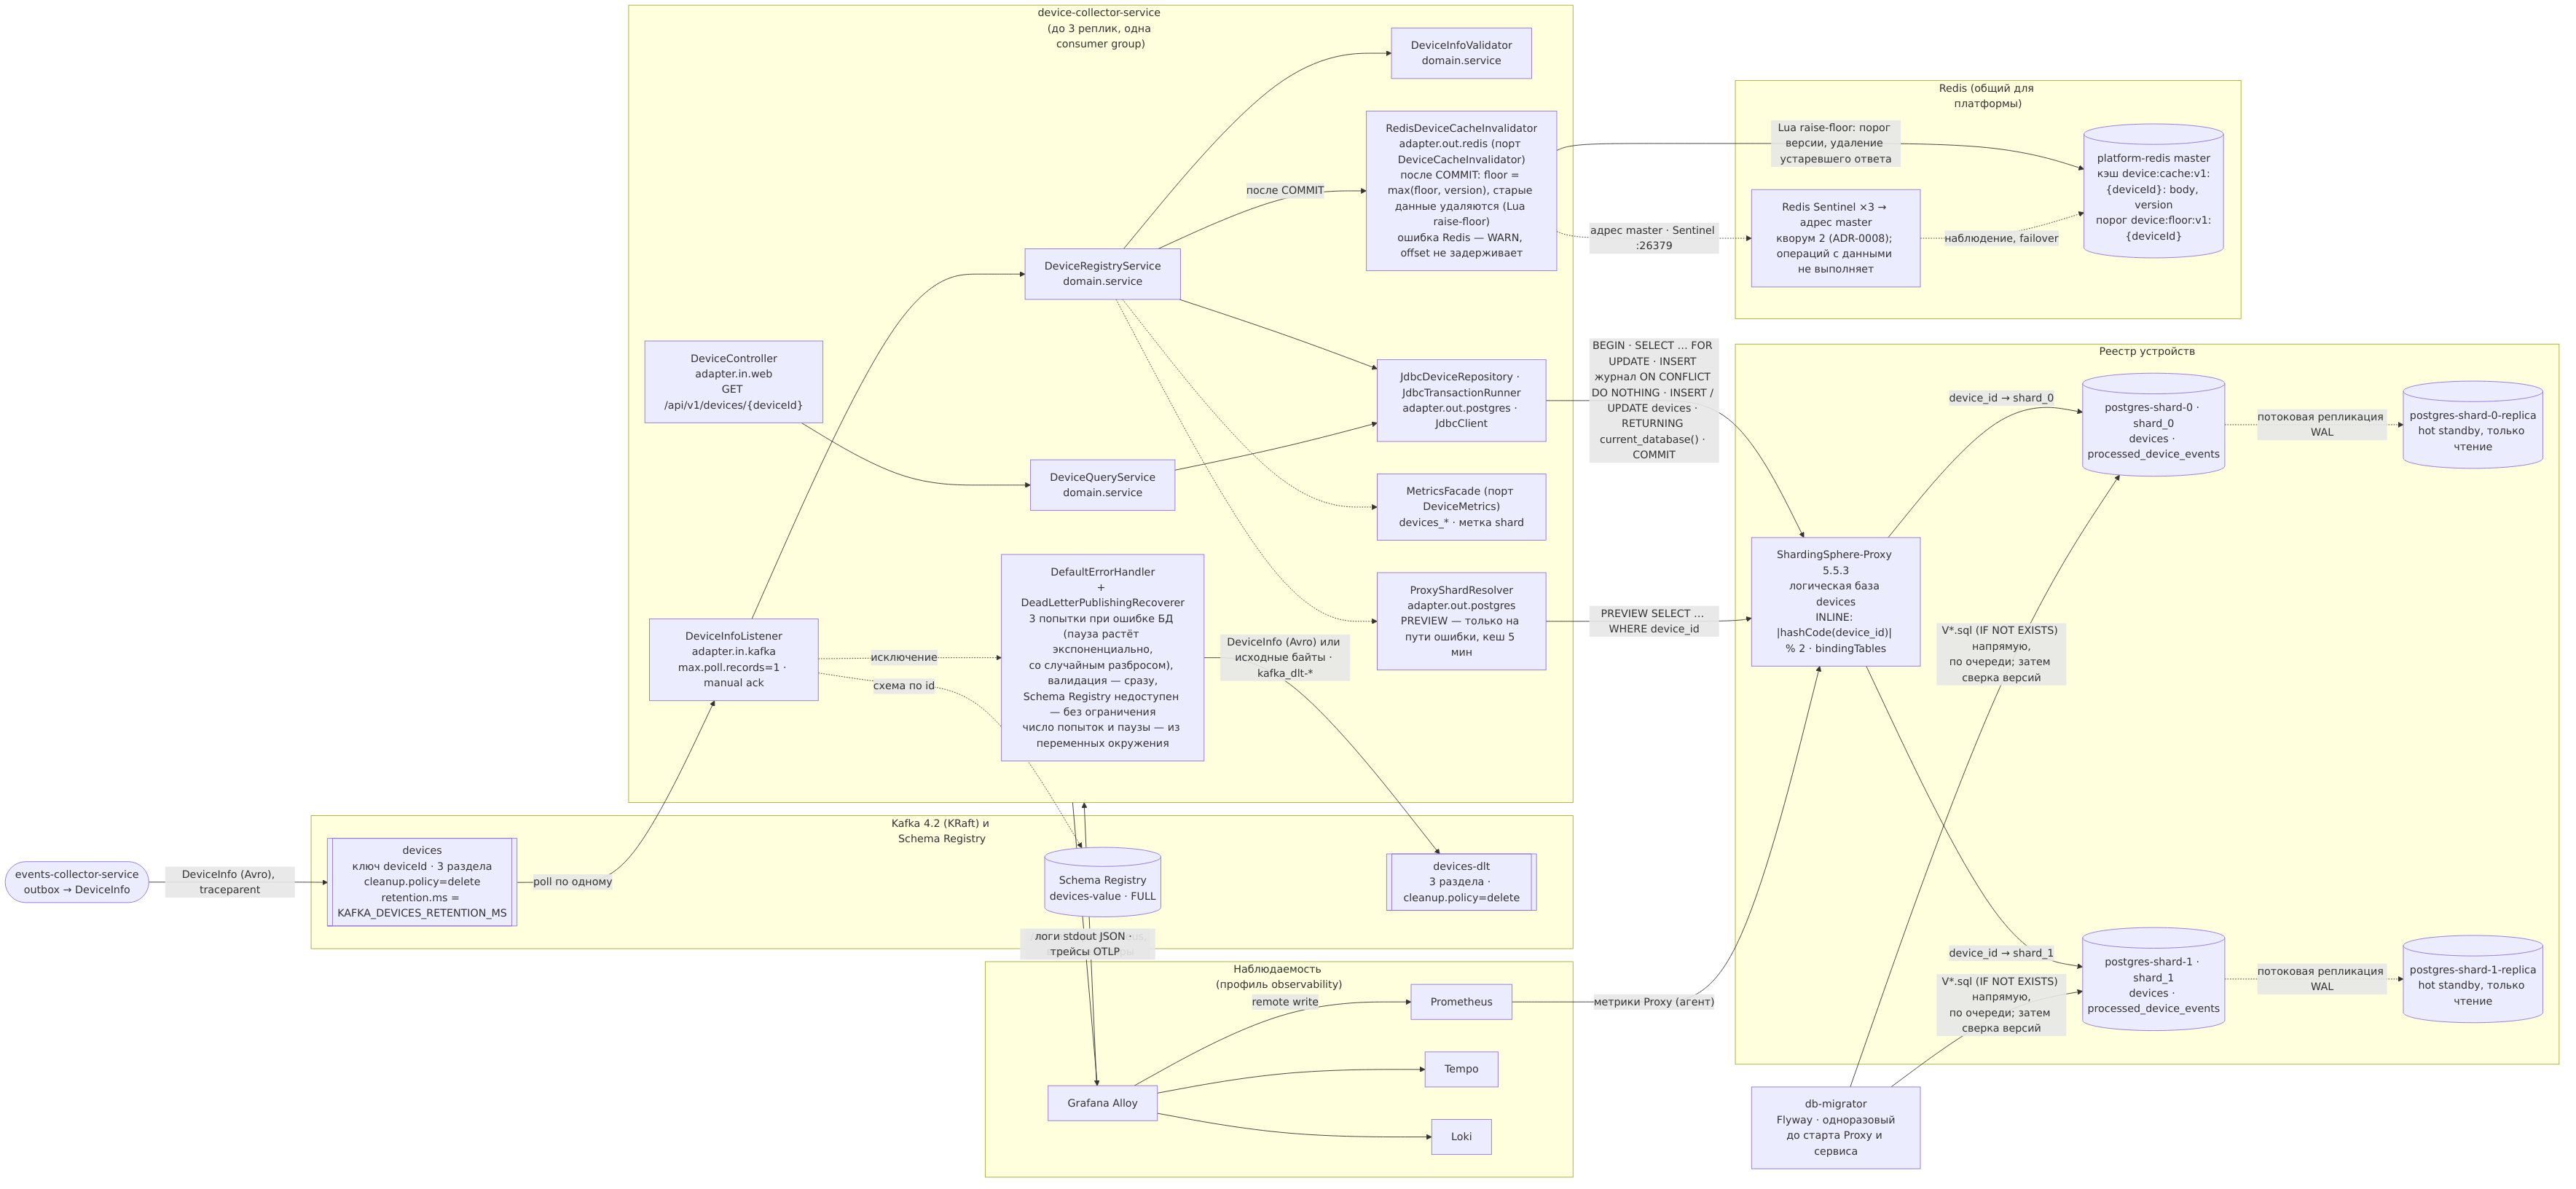 device-collector-service
(до 3 реплик, одна
consumer group)
DeviceInfoValidator
domain.service
RedisDeviceCacheInvalidator
adapter.out.redis (порт
DeviceCacheInvalidator)
после COMMIT: floor =
max(floor, version), старые
данные удаляются (Lua
raise-floor)
ошибка Redis — WARN,
offset не задерживает
после COMMIT
DeviceRegistryService
domain.service
DeviceController
adapter.in.web
GET
/api/v1/devices/{deviceId}
JdbcDeviceRepository ·
JdbcTransactionRunner
adapter.out.postgres ·
JdbcClient
DeviceQueryService
domain.service
MetricsFacade (порт
DeviceMetrics)
devices_* · метка shard
DefaultErrorHandler
+
DeadLetterPublishingRecoverer
3 попытки при ошибке БД
(пауза растёт
экспоненциально,
со случайным разбросом),
валидация — сразу,
Schema Registry недоступен
— без ограничения
число попыток и паузы — из
переменных окружения
ProxyShardResolver
adapter.out.postgres
PREVIEW — только на
пути ошибки, кеш 5
мин
DeviceInfoListener
adapter.in.kafka
max.poll.records=1 ·
manual ack
исключение
схема по id
DeviceInfo (Avro) или
исходные байты ·
kafka_dlt-*
Redis (общий для
платформы)
Lua raise-floor: порог
версии, удаление
устаревшего ответа
platform-redis master
кэш device:cache:v1:
{deviceId}: body,
version
порог device:floor:v1:
{deviceId}
адрес master · Sentinel
:26379
Redis Sentinel ×3 →
адрес master
кворум 2 (ADR-0008);
операций с данными
не выполняет
наблюдение, failover
BEGIN · SELECT … FOR
UPDATE · INSERT
журнал ON CONFLICT
DO NOTHING · INSERT /
UPDATE devices ·
RETURNING
current_database() ·
COMMIT
PREVIEW SELECT …
WHERE device_id
Реестр устройств
ShardingSphere-Proxy
5.5.3
логическая база
devices
INLINE:
|hashCode(device_id)|
% 2 · bindingTables
device_id → shard_0
postgres-shard-0 ·
shard_0
devices ·
processed_device_events
потоковая репликация
WAL
postgres-shard-0-replica
hot standby, только
чтение
V*.sql (IF NOT EXISTS)
напрямую,
по очереди; затем
сверка версий
device_id → shard_1
V*.sql (IF NOT EXISTS)
напрямую,
по очереди; затем
сверка версий
postgres-shard-1 ·
shard_1
devices ·
processed_device_events
потоковая репликация
WAL
postgres-shard-1-replica
hot standby, только
чтение
db-migrator
Flyway · одноразовый
до старта Proxy и
сервиса
Kafka 4.2 (KRaft) и
Schema Registry
events-collector-service
outbox → DeviceInfo
DeviceInfo (Avro),
traceparent
devices
ключ deviceId · 3 раздела
cleanup.policy=delete
retention.ms =
KAFKA_DEVICES_RETENTION_MS
poll по одному
Schema Registry
devices-value · FULL
devices-dlt
3 раздела ·
cleanup.policy=delete
логи stdout JSON ·
трейсы OTLP
Наблюдаемость
(профиль observability)
remote write
Prometheus
метрики Proxy (агент)
Tempo
Grafana Alloy
Loki